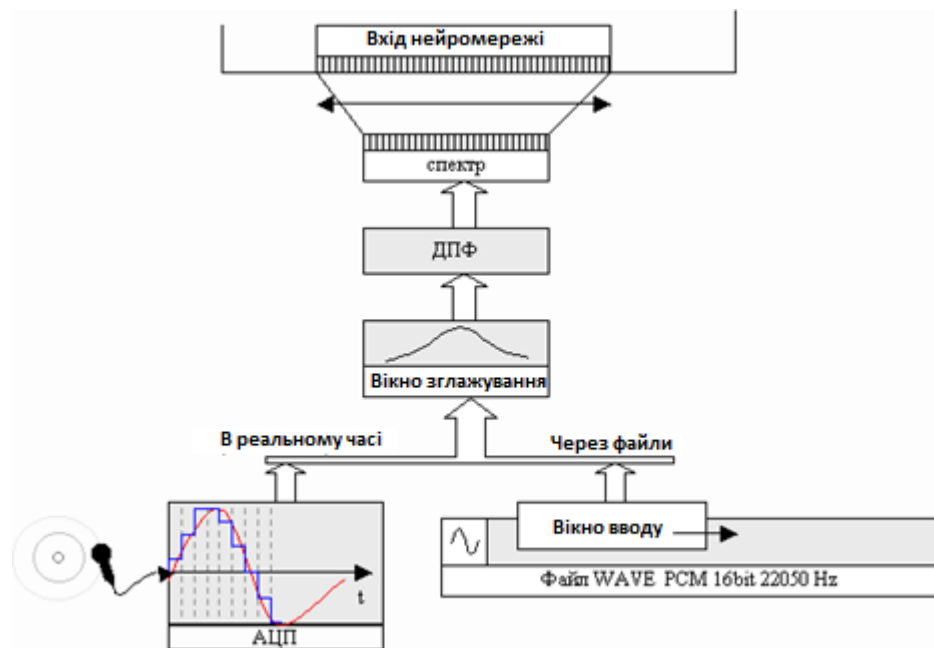 Вхід нейромережі
спектр
ДПФ
Вікно зглажування
В реальному часі
Через файли
Вікно вводу
t
Файл WAVE PCM 16bit 22050 Hz
АЦП